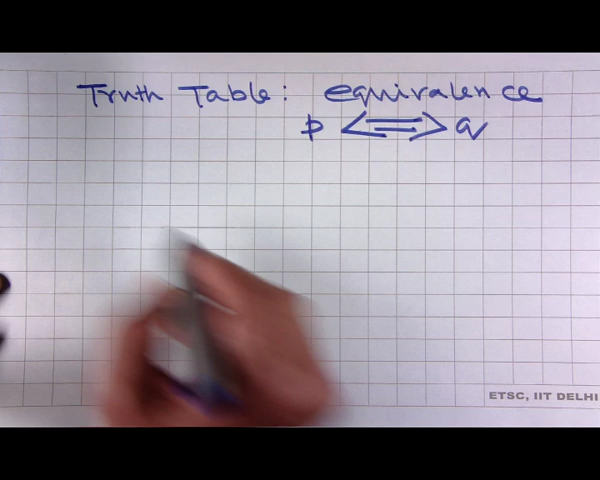 Truth Table: equivalence
p <=> q
ETSC, IIT DELHI